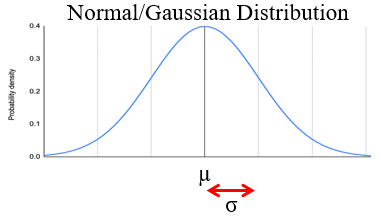 Normal/Gaussian Distribution
Probability density
0.4
0.3
0.2
0.1
0.0
μ
σ